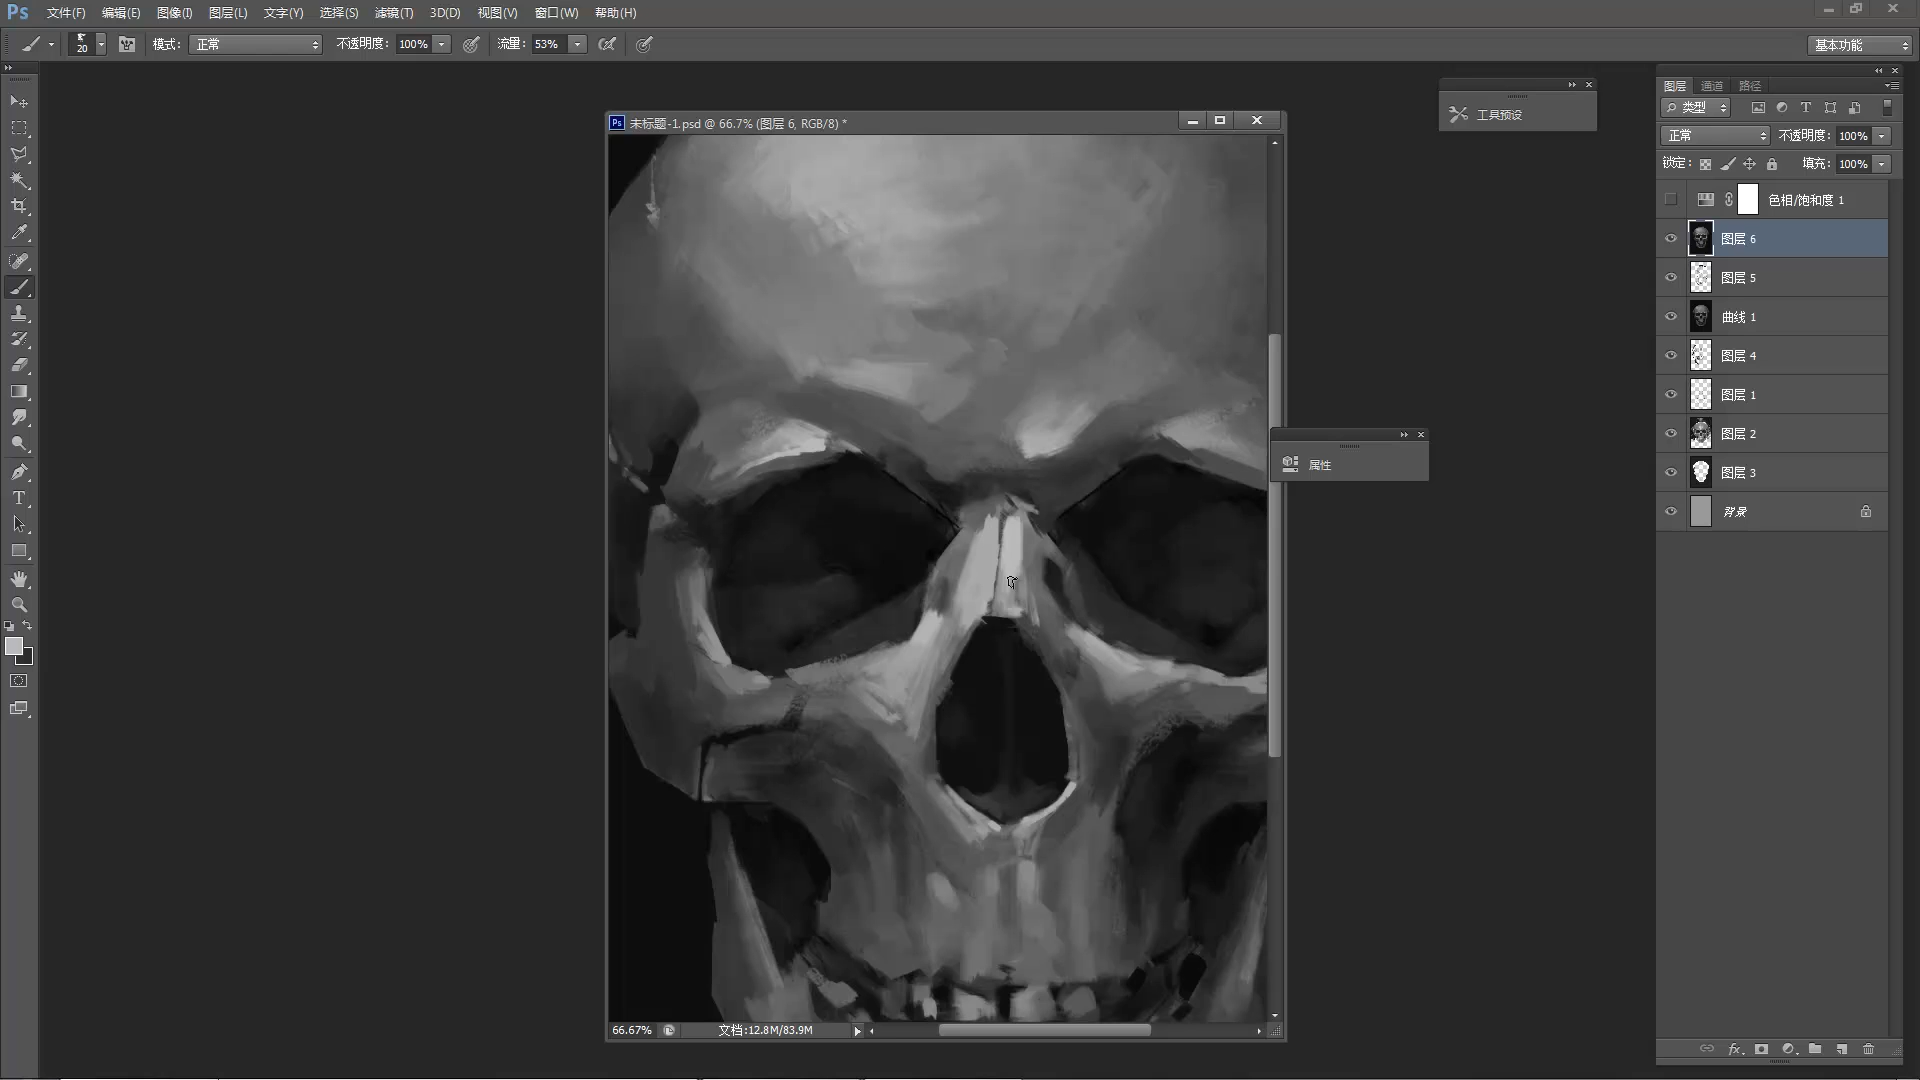 Ps 文件(F) 编辑(E) 图像(I) 图层(L) 文字(Y) 选择(S) 滤镜(T) 3D(D) 视图(V) 窗口(W) 帮助(H)
20 模式: 正常 不透明度: 100% 流量: 53% 基本功能
图层 通道 路径
类型
正常 不透明度: 100%
锁定: 填充: 100%
色相/饱和度 1
图层 6
图层 5
曲线 1
图层 4
图层 1
图层 2
图层 3
背景
工具预设
Ps 未标题-1.psd @ 66.7% (图层 6, RGB/8) *
属性
66.67% 文档:12.8M/83.9M